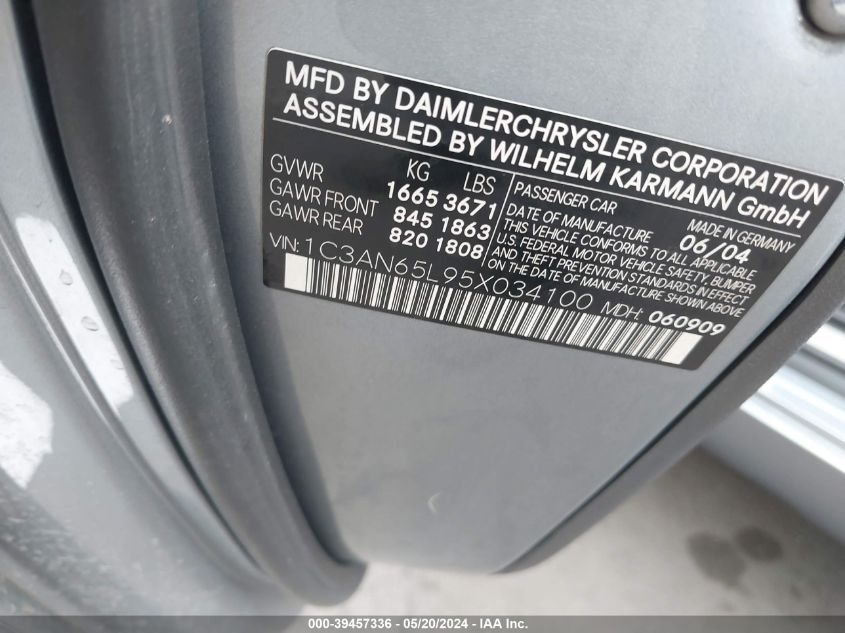 MFD BY DAIMLERCHRYSLER CORPORATION
ASSEMBLED BY WILHELM KARMANN GmbH
KG LBS
GVWR 1665 3671
GAWR FRONT 845 1863
GAWR REAR 820 1808
PASSENGER CAR MADE IN GERMANY
DATE OF MANUFACTURE 06/04
THIS VEHICLE CONFORMS TO ALL APPLICABLE
U.S. FEDERAL MOTOR VEHICLE SAFETY, BUMPER,
AND THEFT PREVENTION STANDARDS IN EFFECT
ON THE DATE OF MANUFACTURE SHOWN ABOVE
VIN: 1C3AN65L95X034100 MDH: 060909
000-39457336 - 05/20/2024 - IAA Inc.